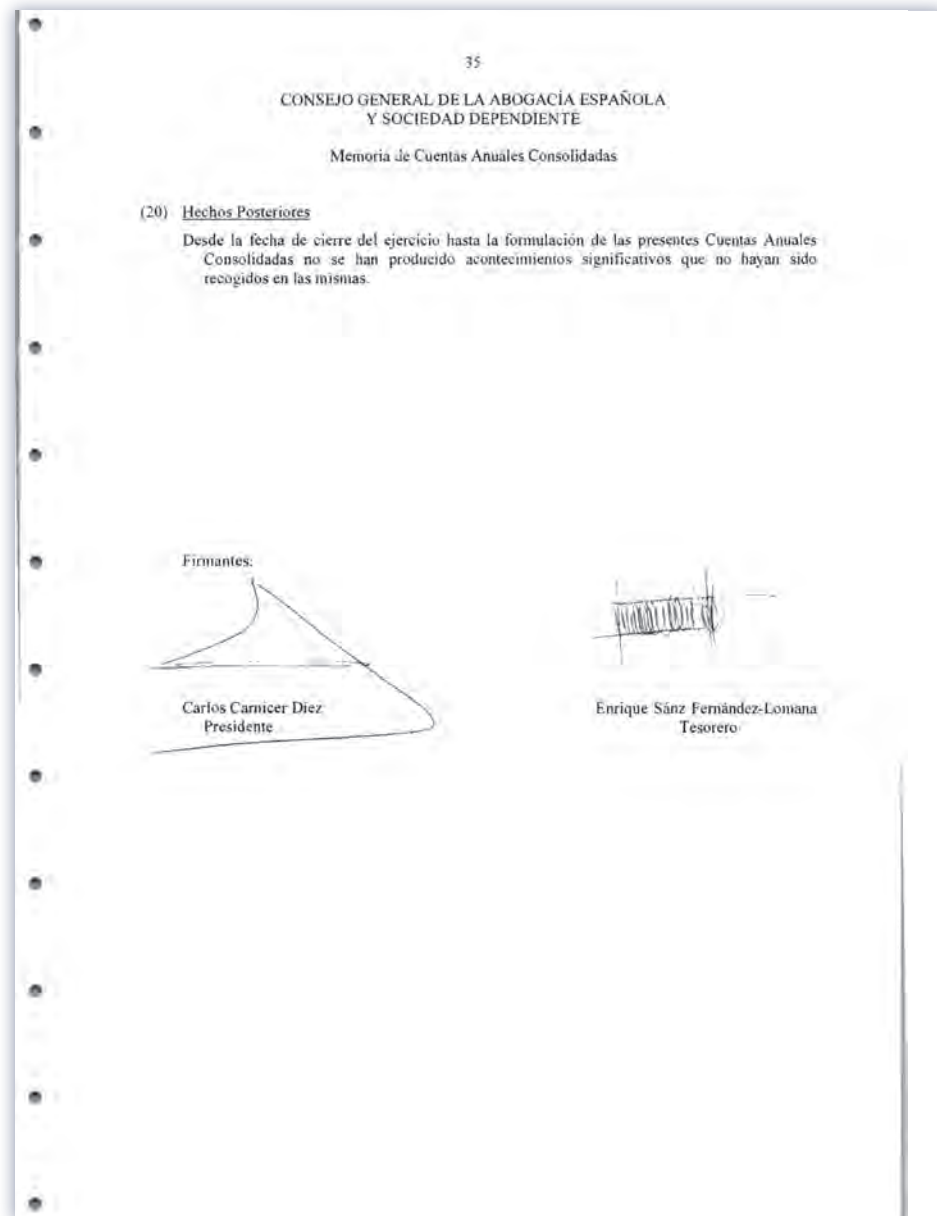 35
CONSEJO GENERAL DE LA ABOGACÍA ESPAÑOLA
Y SOCIEDAD DEPENDIENTE
Memoria de Cuentas Anuales Consolidadas
(20) Hechos Posteriores
Desde la fecha de cierre del ejercicio hasta la formulación de las presentes Cuentas Anuales
Consolidadas no se han producido acontecimientos significativos que no hayan sido
recogidos en las mismas.
Firmantes:
Carlos Carnicer Diez
Presidente
Enrique Sánz Fernández-Lomana
Tesorero